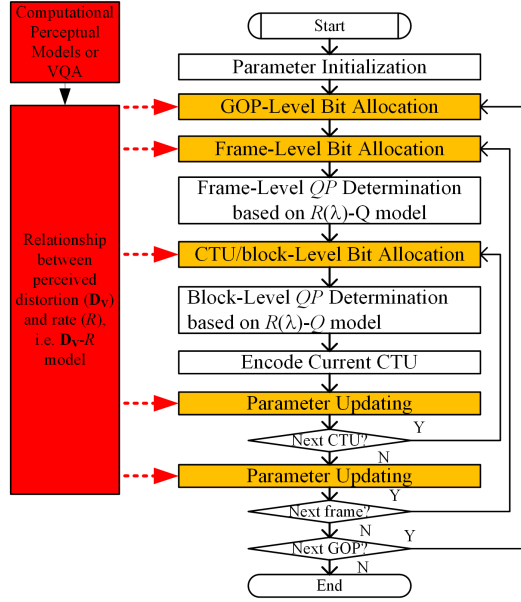 Computational
Perceptual
Models or
VQA
Relationship
between
perceived
distortion (Dv)
and rate (R),
i.e. Dv-R
model
Start
Parameter Initialization
GOP-Level Bit Allocation
Frame-Level Bit Allocation
Frame-Level QP Determination
based on R(λ)-Q model
CTU/block-Level Bit Allocation
Block-Level QP Determination
based on R(λ)-Q model
Encode Current CTU
Parameter Updating
Next CTU?
Y
N
Parameter Updating
Next frame?
Y
N
Next GOP?
Y
N
End